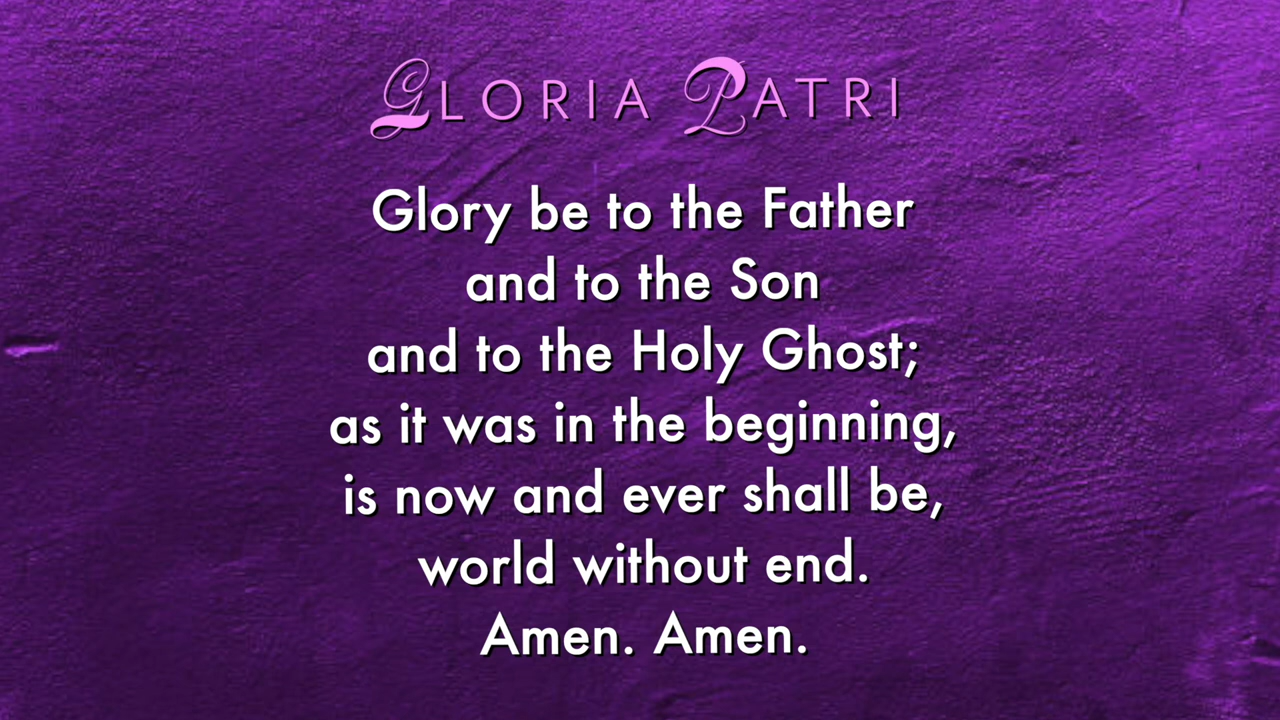 GLORIA PATRI
Glory be to the Father
and to the Son
and to the Holy Ghost;
as it was in the beginning,
is now and ever shall be,
world without end.
Amen. Amen.